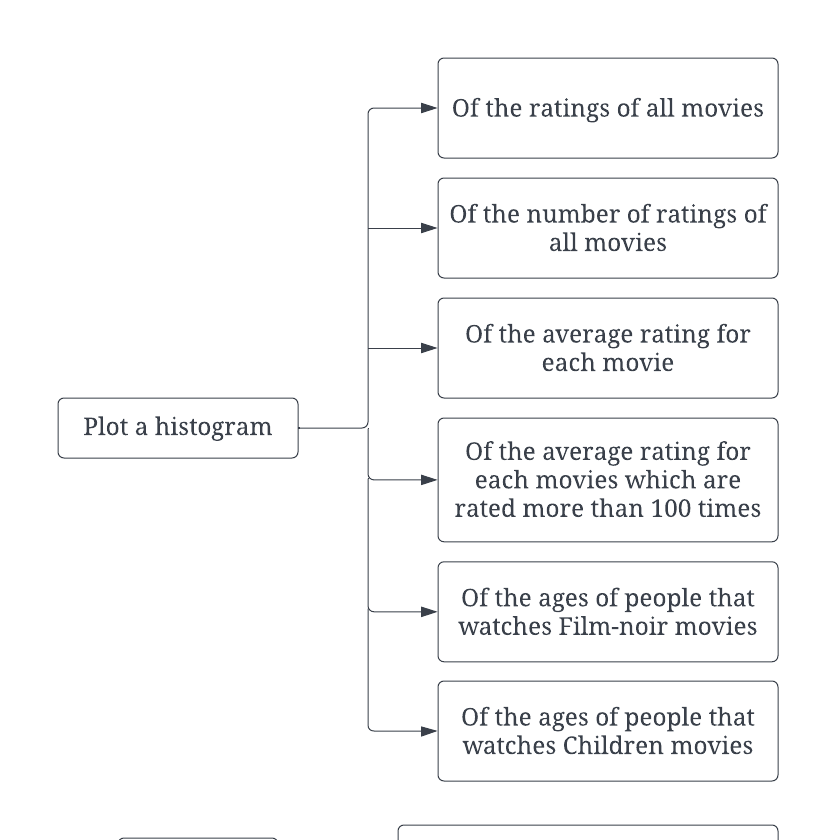 Of the ratings of all movies
Of the number of ratings of
all movies
Of the average rating for
each movie
Plot a histogram
Of the average rating for
each movies which are
rated more than 100 times
Of the ages of people that
watches Film-noir movies
Of the ages of people that
watches Children movies